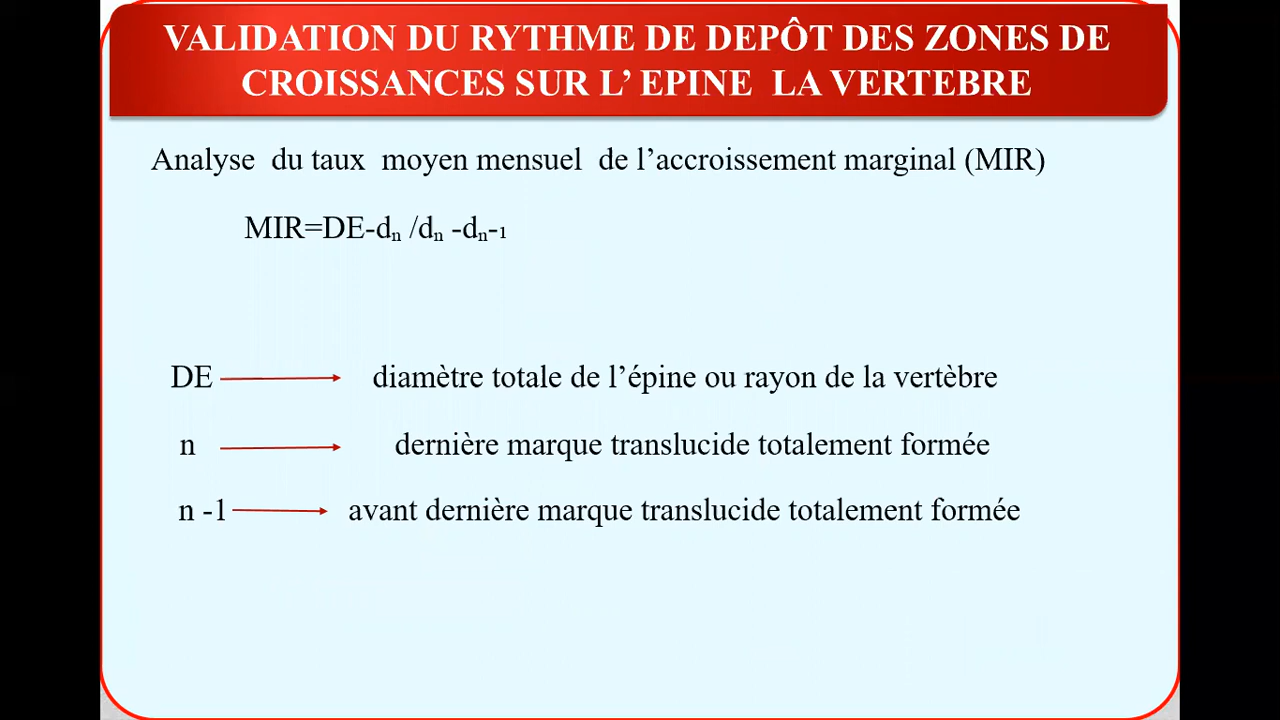 VALIDATION DU RYTHME DE DEPÔT DES ZONES DE
CROISSANCES SUR L’ EPINE LA VERTEBRE
Analyse du taux moyen mensuel de l’accroissement marginal (MIR)
MIR=DE-dₙ /dₙ -dₙ-₁
DE diamètre totale de l’épine ou rayon de la vertèbre
n dernière marque translucide totalement formée
n -1 avant dernière marque translucide totalement formée